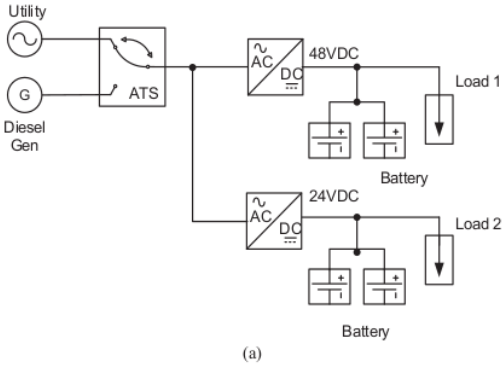 Utility
48VDC
AC
DC
Load 1
G
ATS
Diesel
Gen
Battery
24VDC
AC
DC
Load 2
Battery
(a)